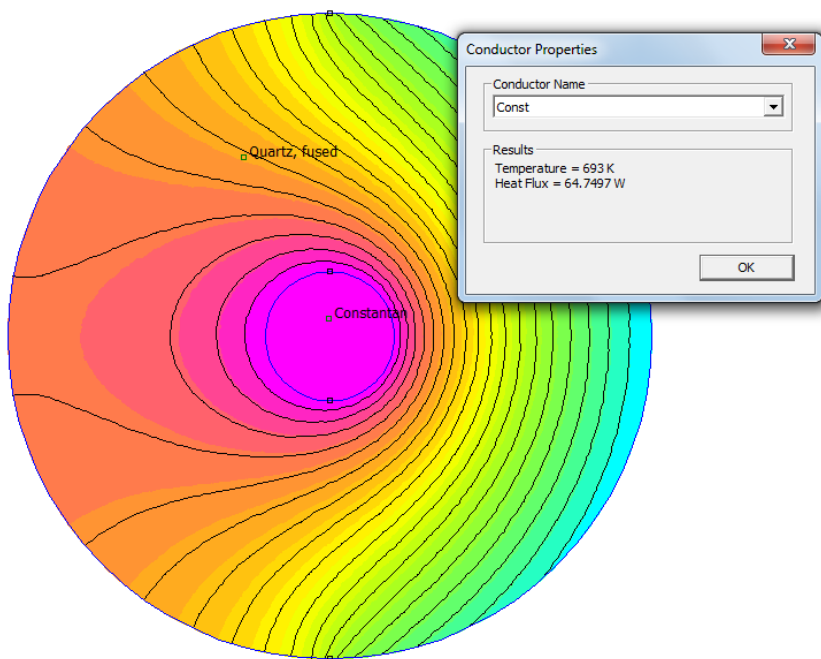 Conductor Properties
Conductor Name
Const
Results
Temperature = 693 K
Heat Flux = 64.7497 W
OK
Quartz, fused
Constantan